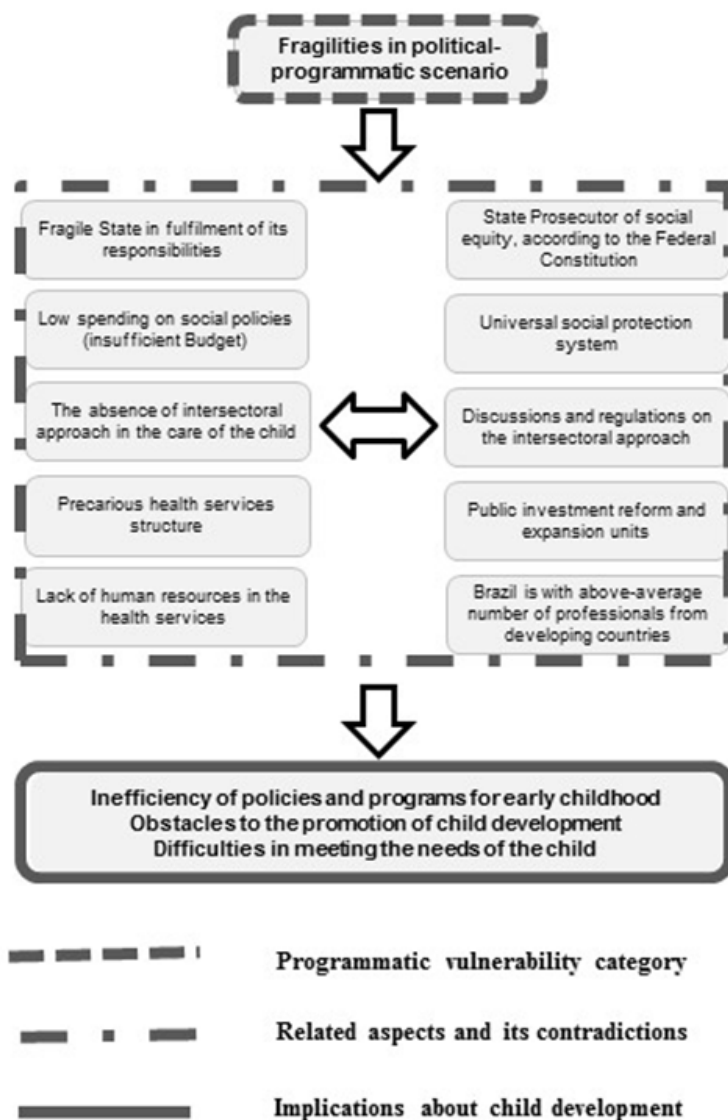 Fragilities in political-
programmatic scenario
Fragile State in fulfilment of its
responsibilities
State Prosecutor of social
equity, according to the Federal
Constitution
Low spending on social policies
(insufficient Budget)
Universal social protection
system
The absence of intersectoral
approach in the care of the child
Discussions and regulations on
the intersectoral approach
Precarious health services
structure
Public investment reform and
expansion units
Lack of human resources in the
health services
Brazil is with above-average
number of professionals from
developing countries
Inefficiency of policies and programs for early childhood
Obstacles to the promotion of child development
Difficulties in meeting the needs of the child
Programmatic vulnerability category
Related aspects and its contradictions
Implications about child development